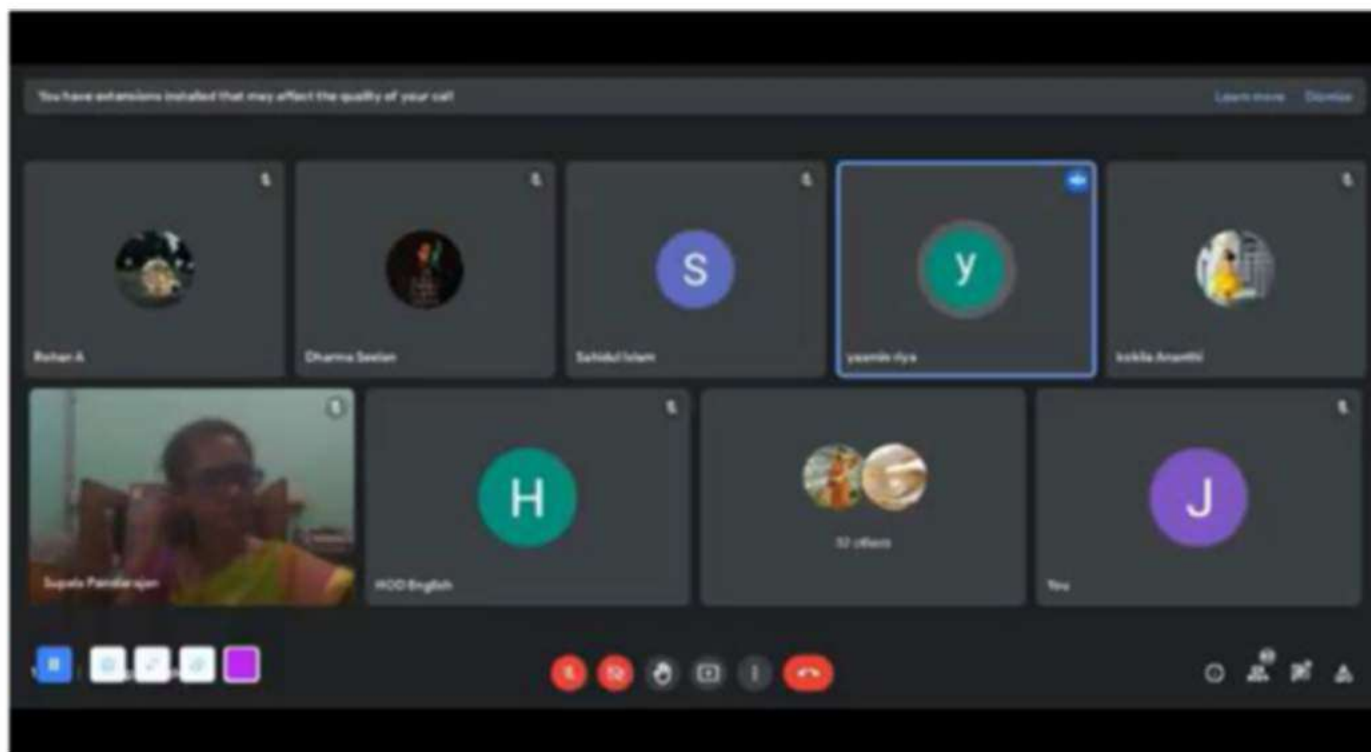 You have extensions installed that may affect the quality of your call
Learn more Dismiss
S
y
Rohan A
Dharma Seelan
Sahidul Islam
yasmin riya
kokila Ananthi
H
J
Supala Pandiarajan
HOD English
52 others
You